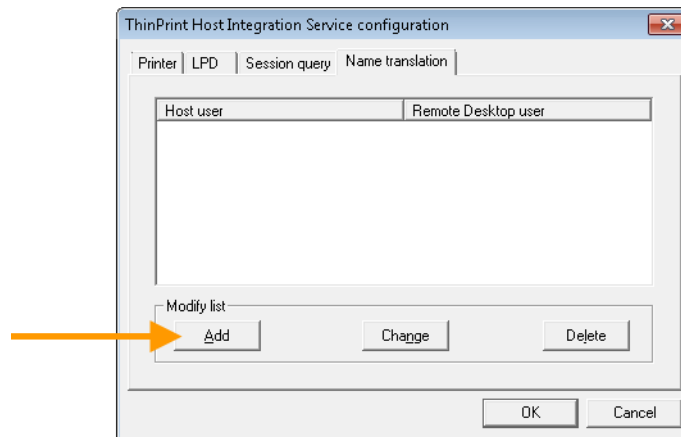 ThinPrint Host Integration Service configuration
Printer LPD Session query Name translation
Host user Remote Desktop user
Modify list
Add Change Delete
OK Cancel